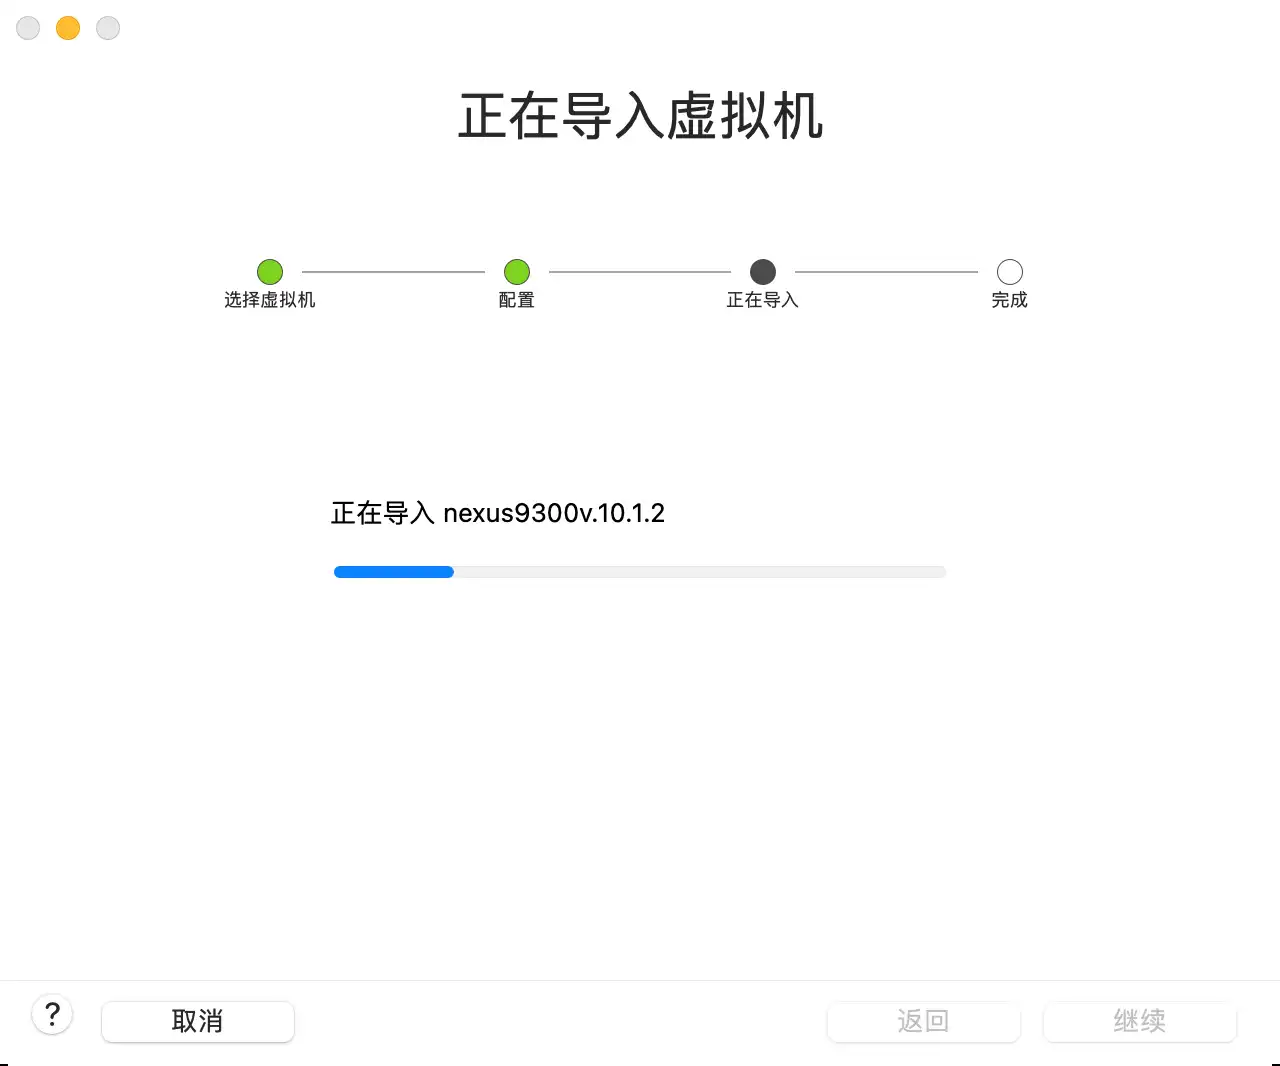 正在导入虚拟机
选择虚拟机
配置
正在导入
完成
正在导入 nexus9300v.10.1.2
?
取消
返回
继续